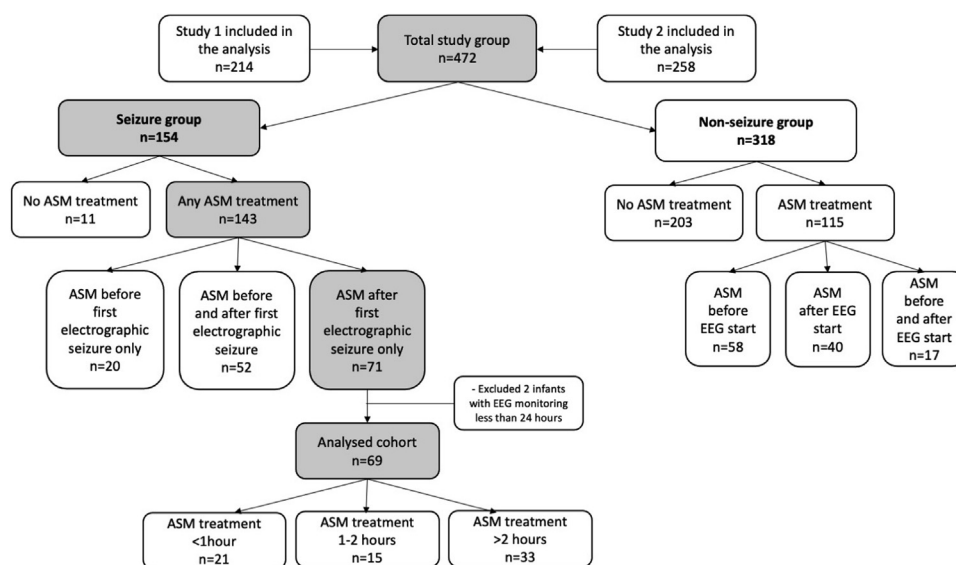 Study 1 included in
the analysis
n=214
Total study group
n=472
Study 2 included in
the analysis
n=258
Seizure group
n=154
Non-seizure group
n=318
No ASM treatment
n=11
Any ASM treatment
n=143
No ASM treatment
n=203
ASM treatment
n=115
ASM before
first
electrographic
seizure only
n=20
ASM before
and after first
electrographic
seizure
n=52
ASM after
first
electrographic
seizure only
n=71
ASM
before
EEG start
n=58
ASM
after EEG
start
n=40
ASM
before
and after
EEG start
n=17
- Excluded 2 infants
with EEG monitoring
less than 24 hours
Analysed cohort
n=69
ASM treatment
<1hour
n=21
ASM treatment
1-2 hours
n=15
ASM treatment
>2 hours
n=33